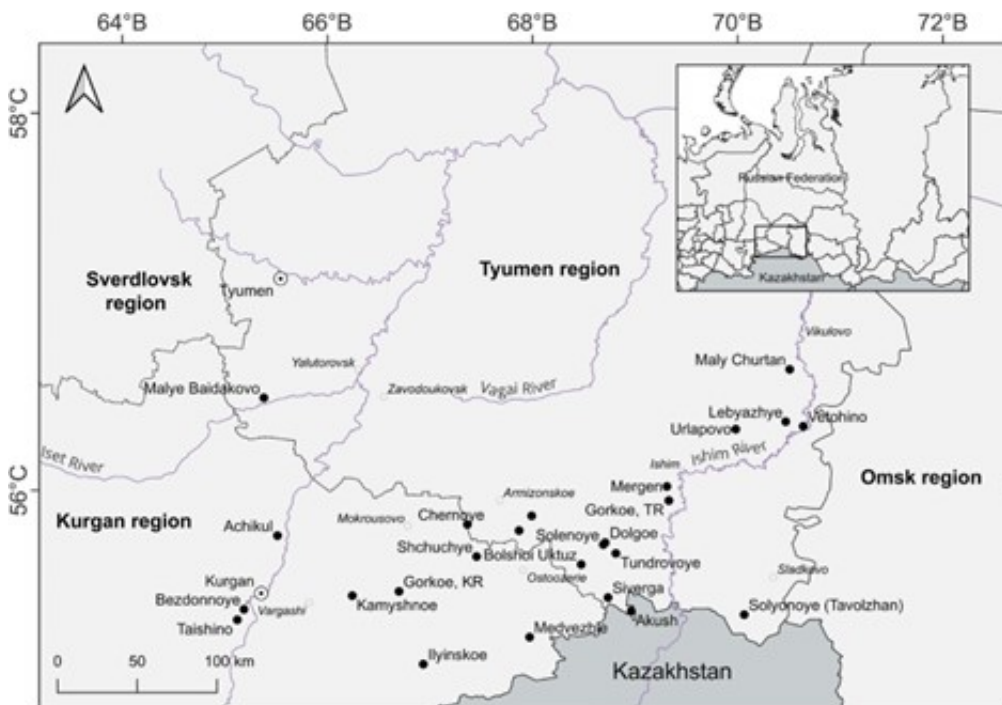 64°В
66°В
68°В
70°В
72°В
58°С
56°С
Russian Federation
Kazakhstan
Sverdlovsk
region
Tyumen
Tyumen region
Vikulovo
Yalutorovsk
Maly Churtan
Malye Baidakovo
Zavodoukovsk
Vagai River
Lebyazhye
Vetohino
Urlapovo
Iset River
Ishim River
Ishim
Omsk region
Mergen
Armizonskoe
Gorkoe, TR
Kurgan region
Mokrousovo
Chernoye
Achikul
Solenoye
Dolgoe
Shchuchye
Bolshoi Uktuz
Tundrovoye
Ostoozerie
Sladkovo
Kurgan
Gorkoe, KR
Siverga
Bezdonnoye
Vargashi
Kamyshnoe
Akush
Solyonoye (Tavolzhan)
Taishino
Medvezhie
Ilyinskoe
0
50
100 km
Kazakhstan